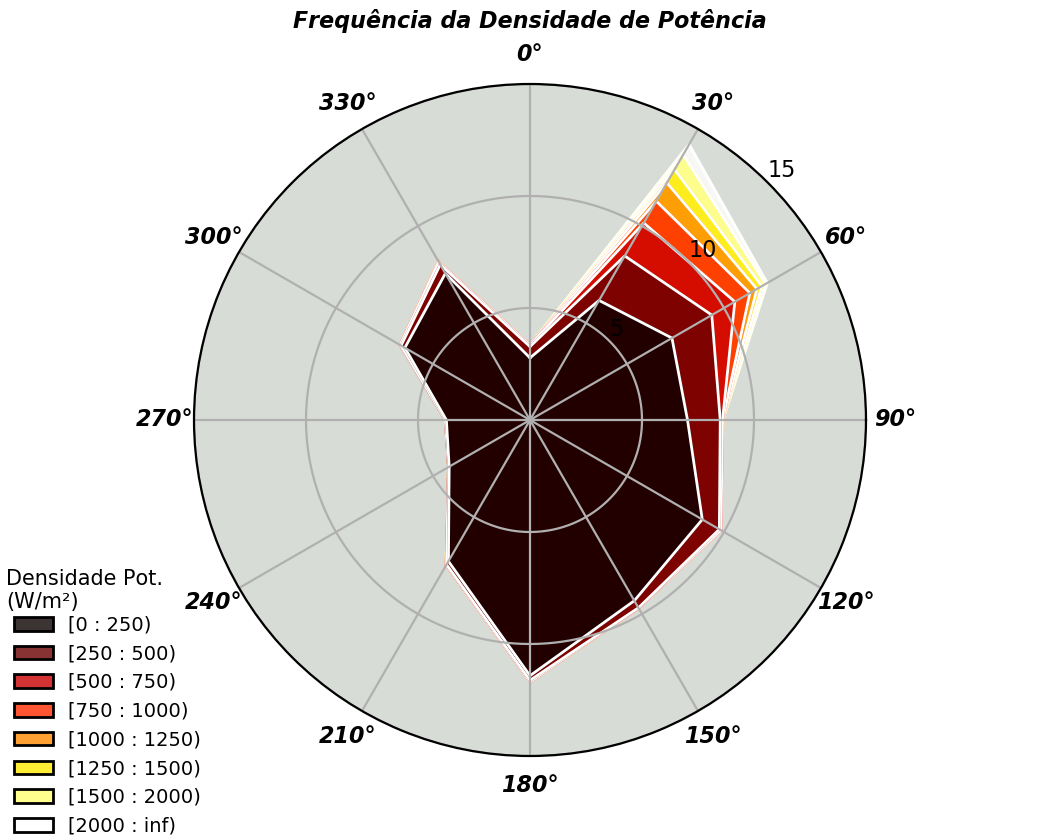 Frequência da Densidade de Potência
0°
330°
30°
15
300°
60°
10
5
270°
90°
240°
120°
210°
150°
180°
Densidade Pot.
(W/m²)
[0 : 250)
[250 : 500)
[500 : 750)
[750 : 1000)
[1000 : 1250)
[1250 : 1500)
[1500 : 2000)
[2000 : inf)